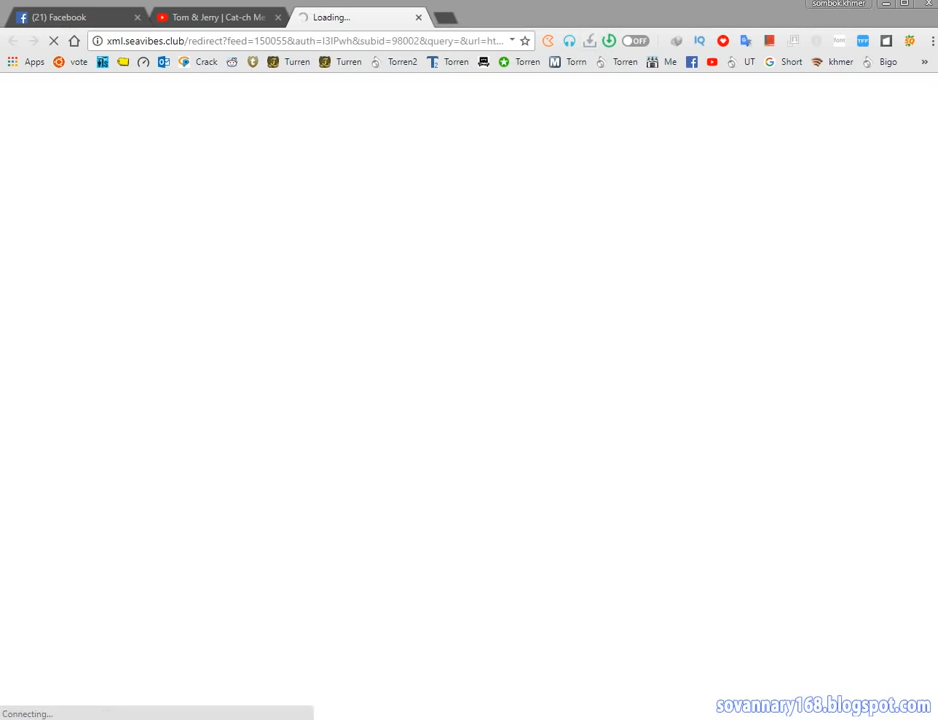 sombok.khmer
(21) Facebook Tom & Jerry | Cat-ch Me Loading...
xml.seavibes.club/redirect?feed=150055&auth=I3IPwh&subid=98002&query=&url=ht... OFF IQ
Apps vote Crack Turren Turren Torren2 Torren Torren Torrn Torren Me UT Short khmer Bigo »
Connecting...
sovannary168.blogspot.com